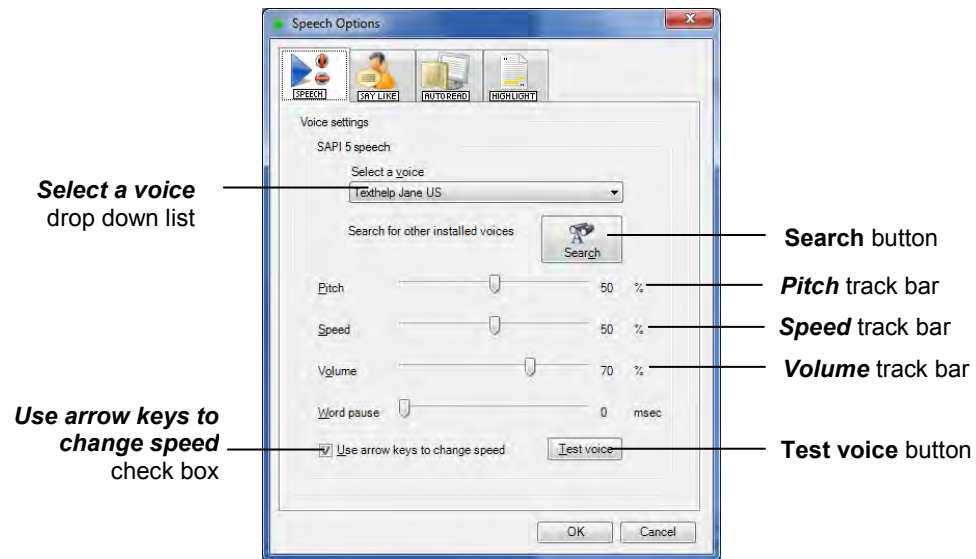 Speech Options
SPEECH
SAY LIKE
AUTOREAD
HIGHLIGHT
Voice settings
SAPI 5 speech
Select a voice
Texthelp Jane US
Search for other installed voices
Search
Pitch 50 %
Speed 50 %
Volume 70 %
Word pause 0 msec
Use arrow keys to change speed
Test voice
OK
Cancel
Select a voice
drop down list
Use arrow keys to
change speed
check box
Search button
Pitch track bar
Speed track bar
Volume track bar
Test voice button